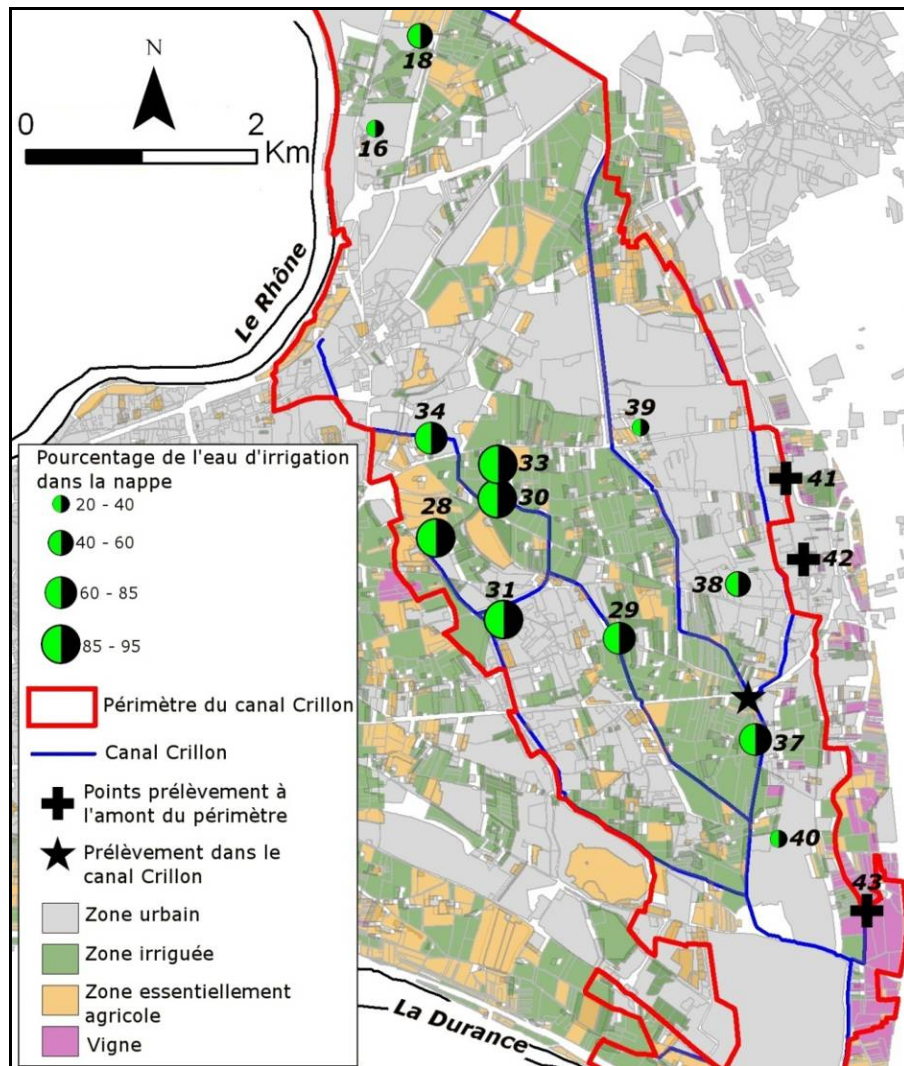 18
N
0
2
Km
16
Le Rhône
39
34
33
30
41
28
42
38
31
29
37
40
43
Pourcentage de l'eau d'irrigation
dans la nappe
20 - 40
40 - 60
60 - 85
85 - 95
Périmètre du canal Crillon
Canal Crillon
Points prélèvement à
l'amont du périmètre
Prélèvement dans le
canal Crillon
Zone urbain
Zone irriguée
Zone essentiellement
agricole
Vigne
La Durance